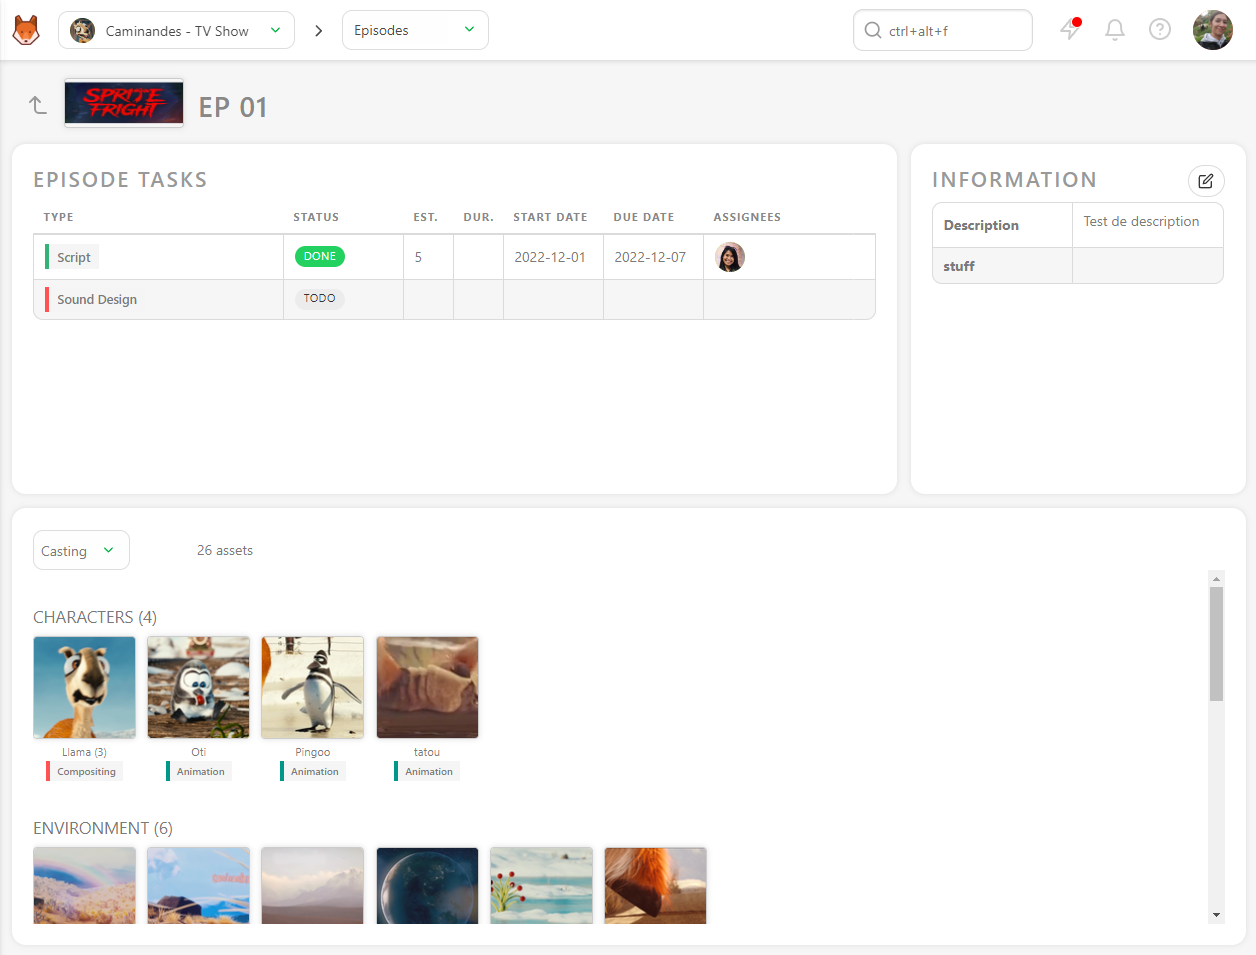 Caminandes - TV Show
Episodes
ctrl+alt+f
SPRITE
FRIGHT
EP 01
EPISODE TASKS
TYPE STATUS EST. DUR. START DATE DUE DATE ASSIGNEES
Script DONE 5 2022-12-01 2022-12-07
Sound Design TODO
INFORMATION
Description Test de description
stuff
Casting 26 assets
CHARACTERS (4)
Llama (3) Oti Pingoo tatou
Compositing Animation Animation Animation
ENVIRONMENT (6)